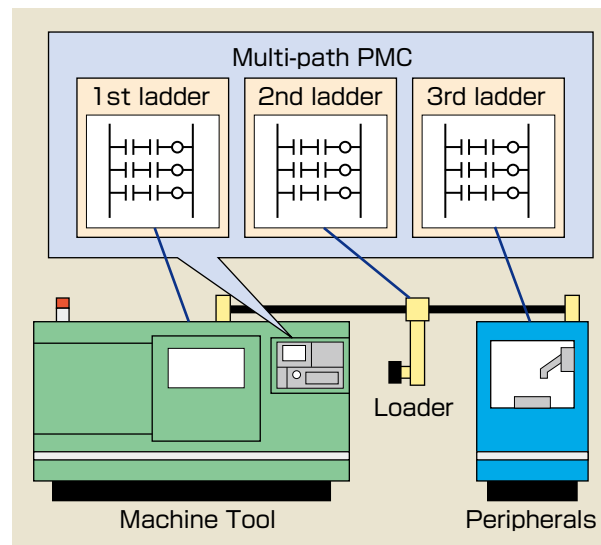 Multi-path PMC
1st ladder
2nd ladder
3rd ladder
Loader
Machine Tool
Peripherals